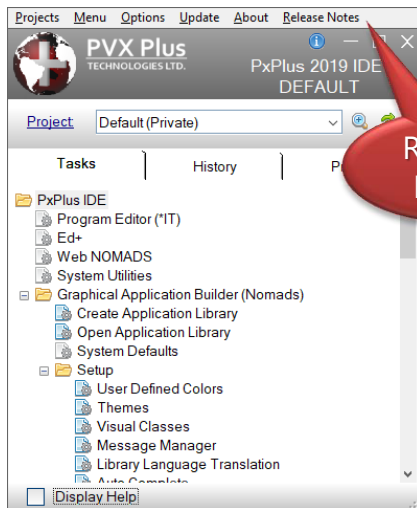 Projects Menu Options Update About Release Notes
PVX Plus
TECHNOLOGIES LTD.
PxPlus 2019 IDE
DEFAULT
Project Default (Private)
Tasks History
PxPlus IDE
Program Editor (*IT)
Ed+
Web NOMADS
System Utilities
Graphical Application Builder (Nomads)
Create Application Library
Open Application Library
System Defaults
Setup
User Defined Colors
Themes
Visual Classes
Message Manager
Library Language Translation
Auto Complete
Display Help